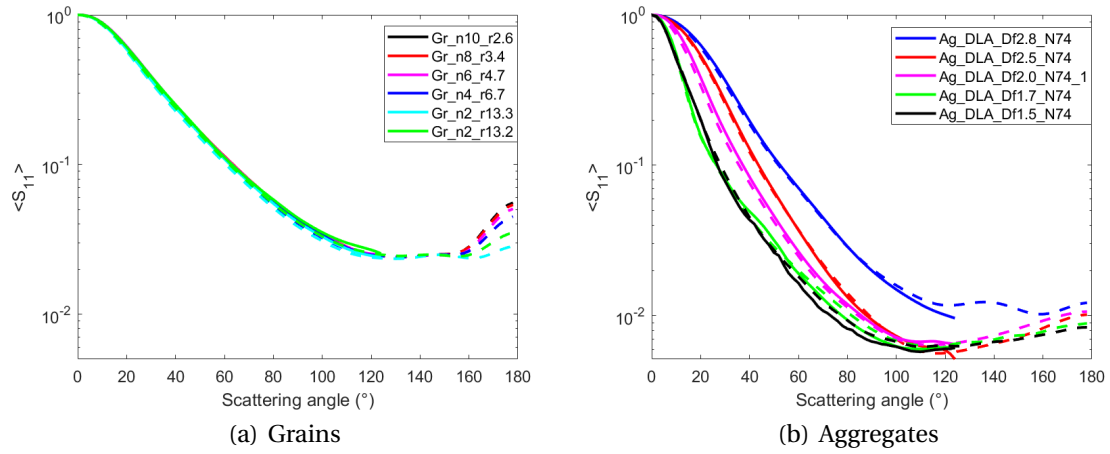 10^0
10^-1
10^-2
<S_11>
0 20 40 60 80 100 120 140 160 180
Scattering angle (°)
Gr_n10_r2.6
Gr_n8_r3.4
Gr_n6_r4.7
Gr_n4_r6.7
Gr_n2_r13.3
Gr_n2_r13.2
(a) Grains
10^0
10^-1
10^-2
<S_11>
0 20 40 60 80 100 120 140 160 180
Scattering angle (°)
Ag_DLA_Df2.8_N74
Ag_DLA_Df2.5_N74
Ag_DLA_Df2.0_N74_1
Ag_DLA_Df1.7_N74
Ag_DLA_Df1.5_N74
(b) Aggregates